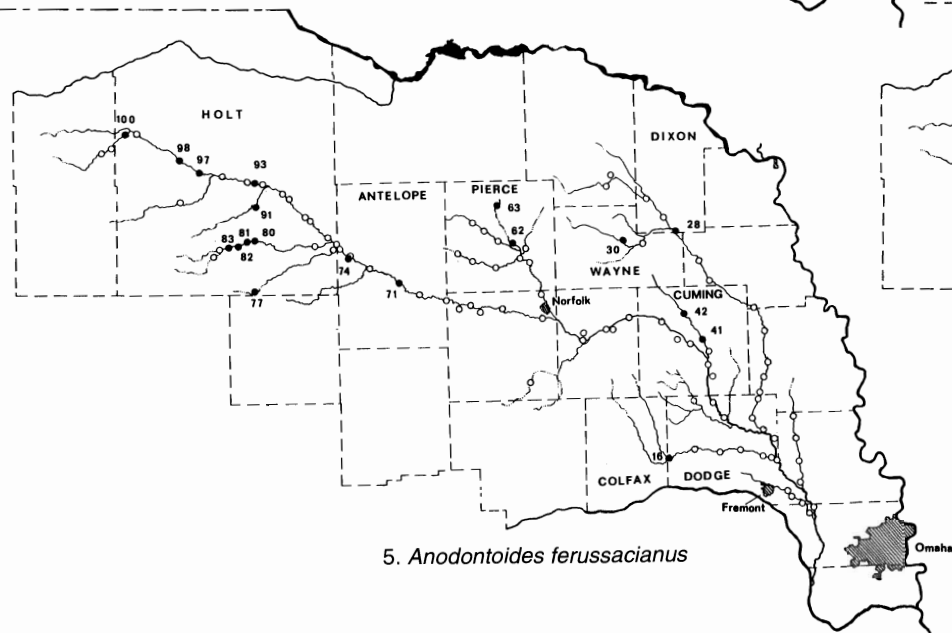 HOLT
DIXON
100
98
97
93
ANTELOPE
PIERCE
63
91
62
28
83
81
80
82
30
74
WAYNE
77
71
CUMING
Norfolk
42
41
16
COLFAX
DODGE
Fremont
Omaha
5. Anodontoides ferussacianus